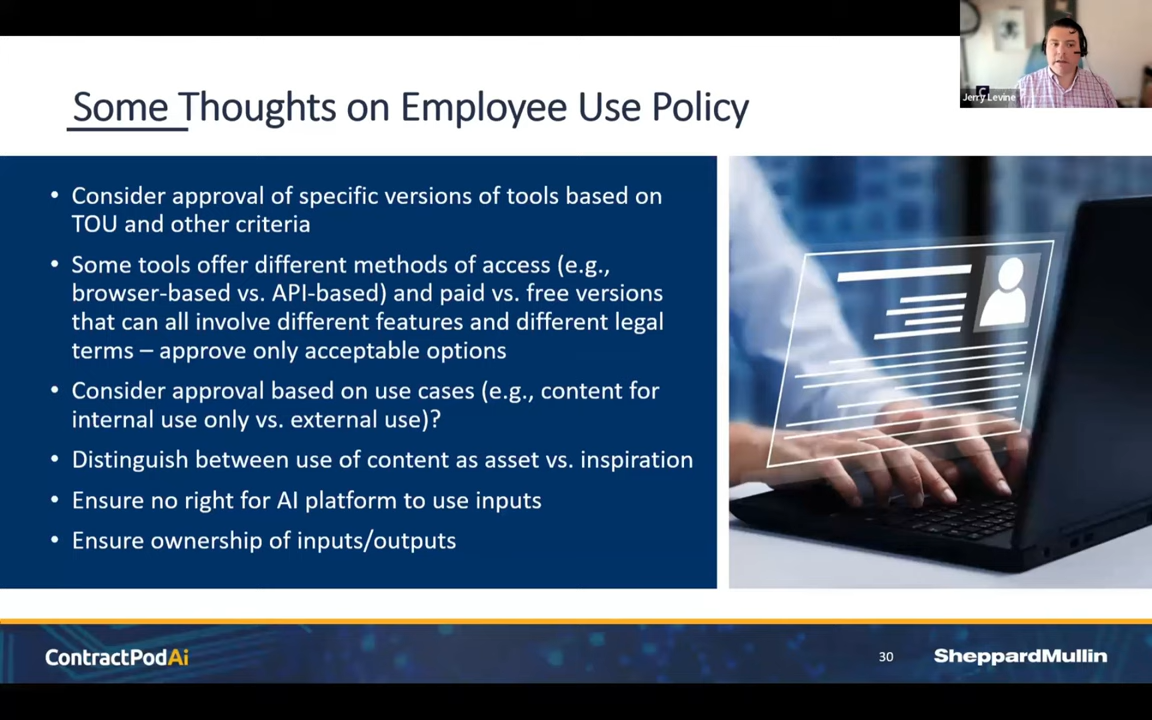 Jerry Levine
Some Thoughts on Employee Use Policy
• Consider approval of specific versions of tools based on
TOU and other criteria
• Some tools offer different methods of access (e.g.,
browser-based vs. API-based) and paid vs. free versions
that can all involve different features and different legal
terms – approve only acceptable options
• Consider approval based on use cases (e.g., content for
internal use only vs. external use)?
• Distinguish between use of content as asset vs. inspiration
• Ensure no right for AI platform to use inputs
• Ensure ownership of inputs/outputs
ContractPodAi
30
SheppardMullin